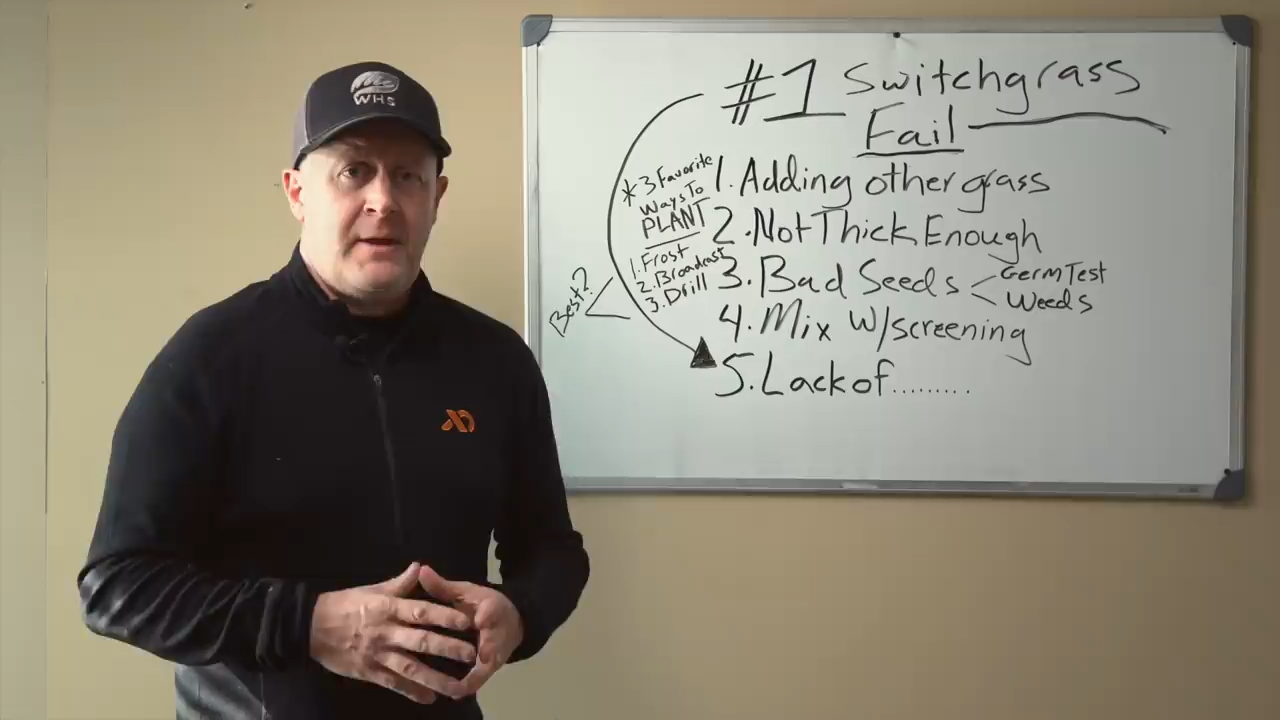 WHS
#1 Switchgrass
Fail
1. Adding other grass
2. Not Thick Enough
3. Bad Seeds
Germ Test
Weeds
4. Mix w/screening
5. Lack of.........
*3 Favorite
Ways To
PLANT
1. Frost
2. Broadcast
3. Drill
Best?